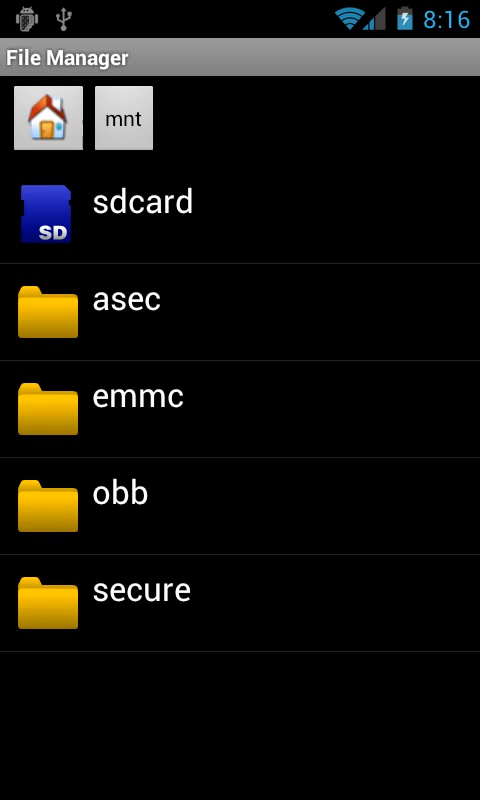 8:16
File Manager
mnt
sdcard
SD
asec
emmc
obb
secure